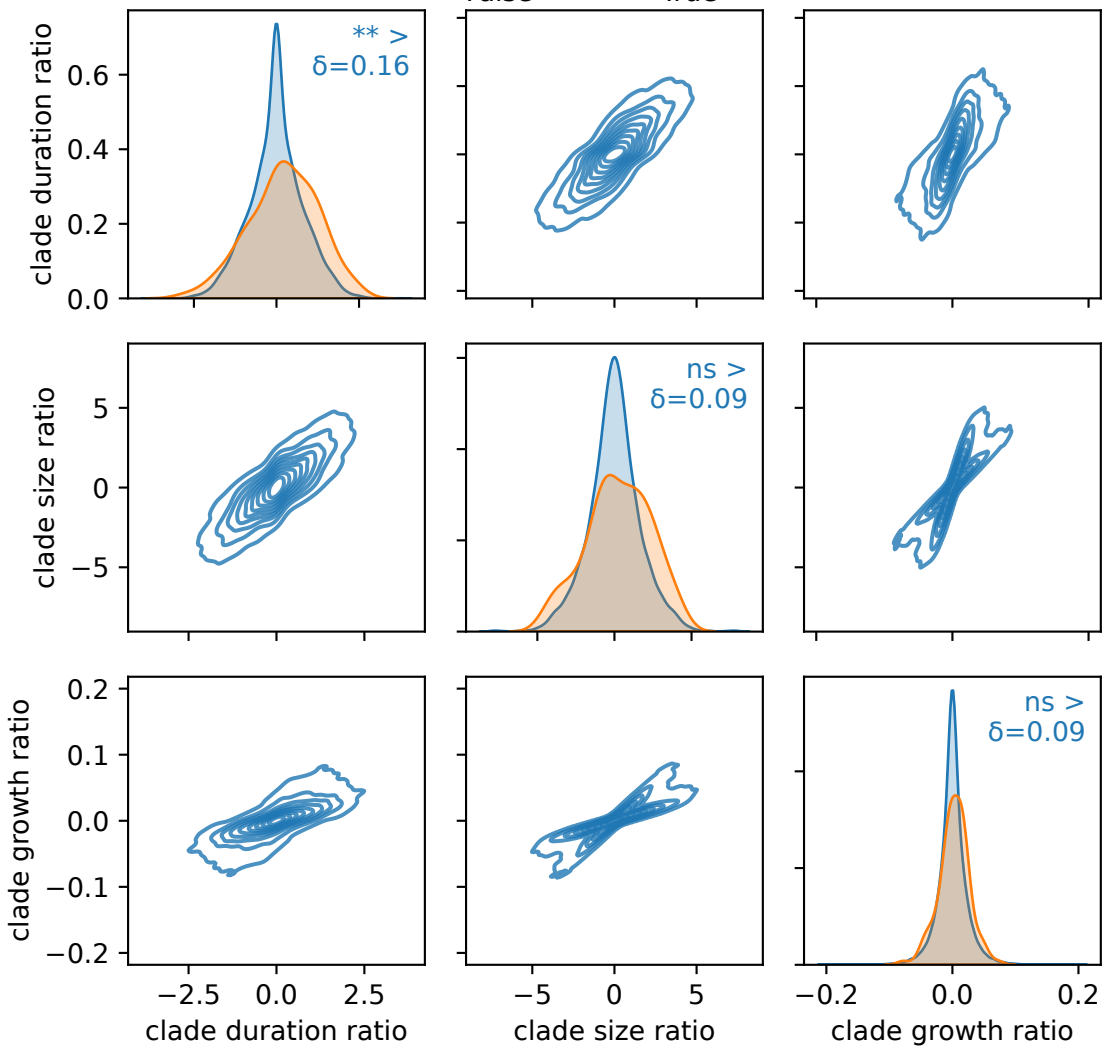 clade duration ratio
0.6
0.4
0.2
0.0
** >
δ=0.16
clade size ratio
5
0
−5
ns >
δ=0.09
clade growth ratio
0.2
0.1
0.0
−0.1
−0.2
ns >
δ=0.09
−2.5 0.0 2.5
clade duration ratio
−5 0 5
clade size ratio
−0.2 0.0 0.2
clade growth ratio